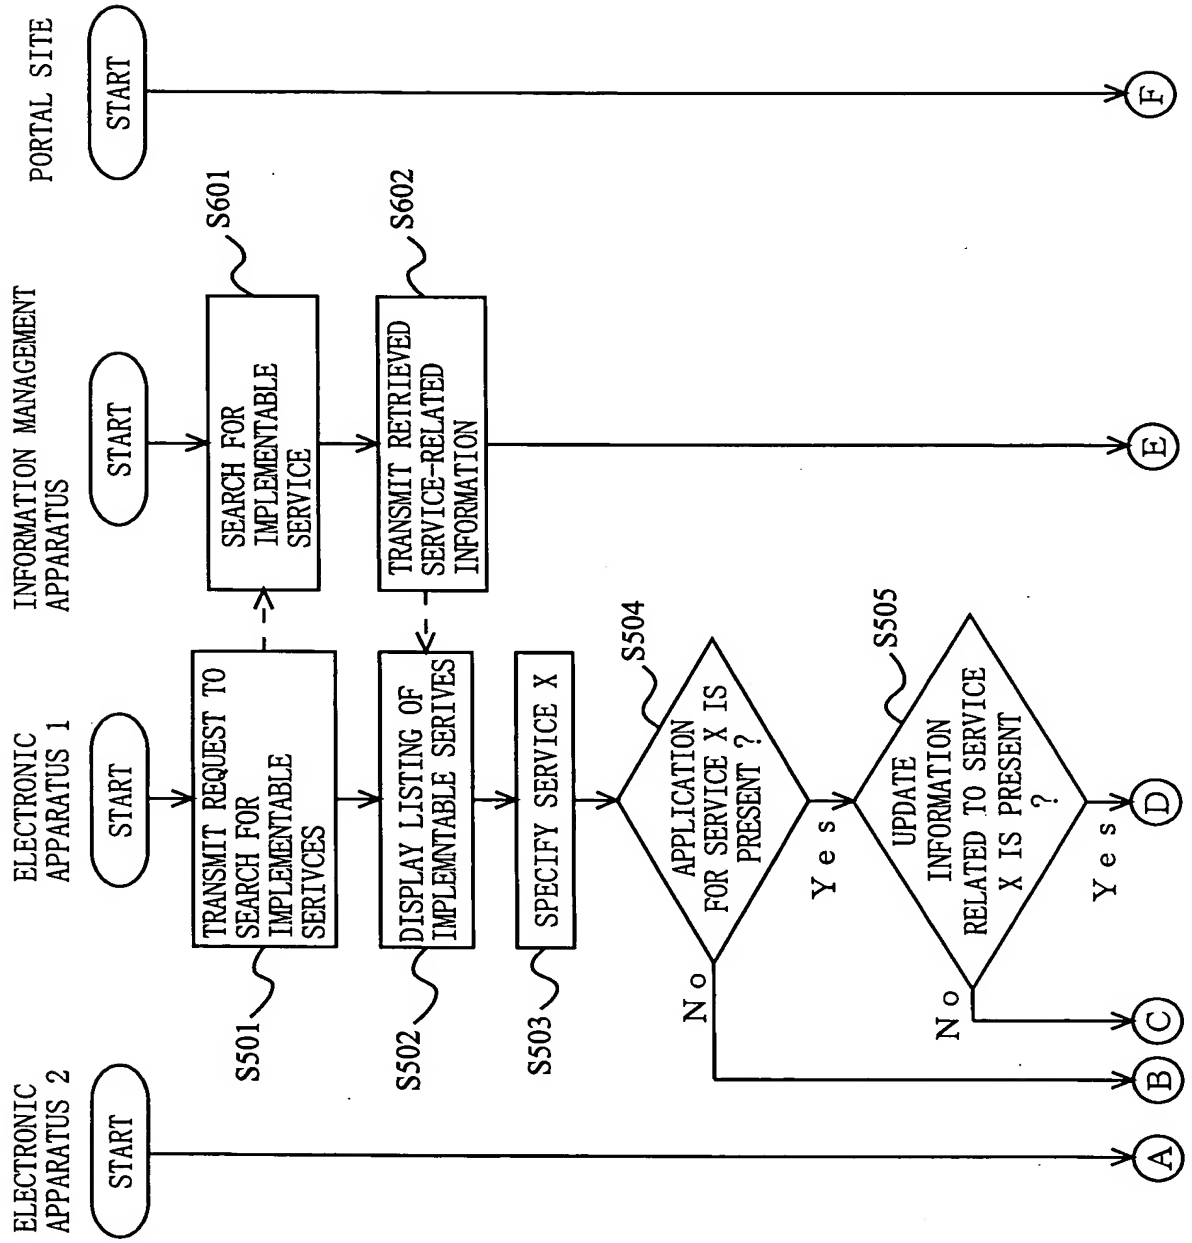 ELECTRONIC
APPARATUS 2
START
A
ELECTRONIC
APPARATUS 1
START
TRANSMIT REQUEST TO
SEARCH FOR
IMPLEMENTABLE
SERIVCES
S501
DISPLAY LISTING OF
IMPLEMNTABLE SERIVES
S502
SPECIFY SERVICE X
S503
APPLICATION
FOR SERVICE X IS
PRESENT ?
S504
No
Yes
B
UPDATE
INFORMATION
RELATED TO SERVICE
X IS PRESENT
?
S505
No
Yes
C
D
INFORMATION MANAGEMENT
APPARATUS
START
SEARCH FOR
IMPLEMENTABLE
SERVICE
S601
TRANSMIT RETRIEVED
SERVICE-RELATED
INFORMATION
S602
E
PORTAL SITE
START
F